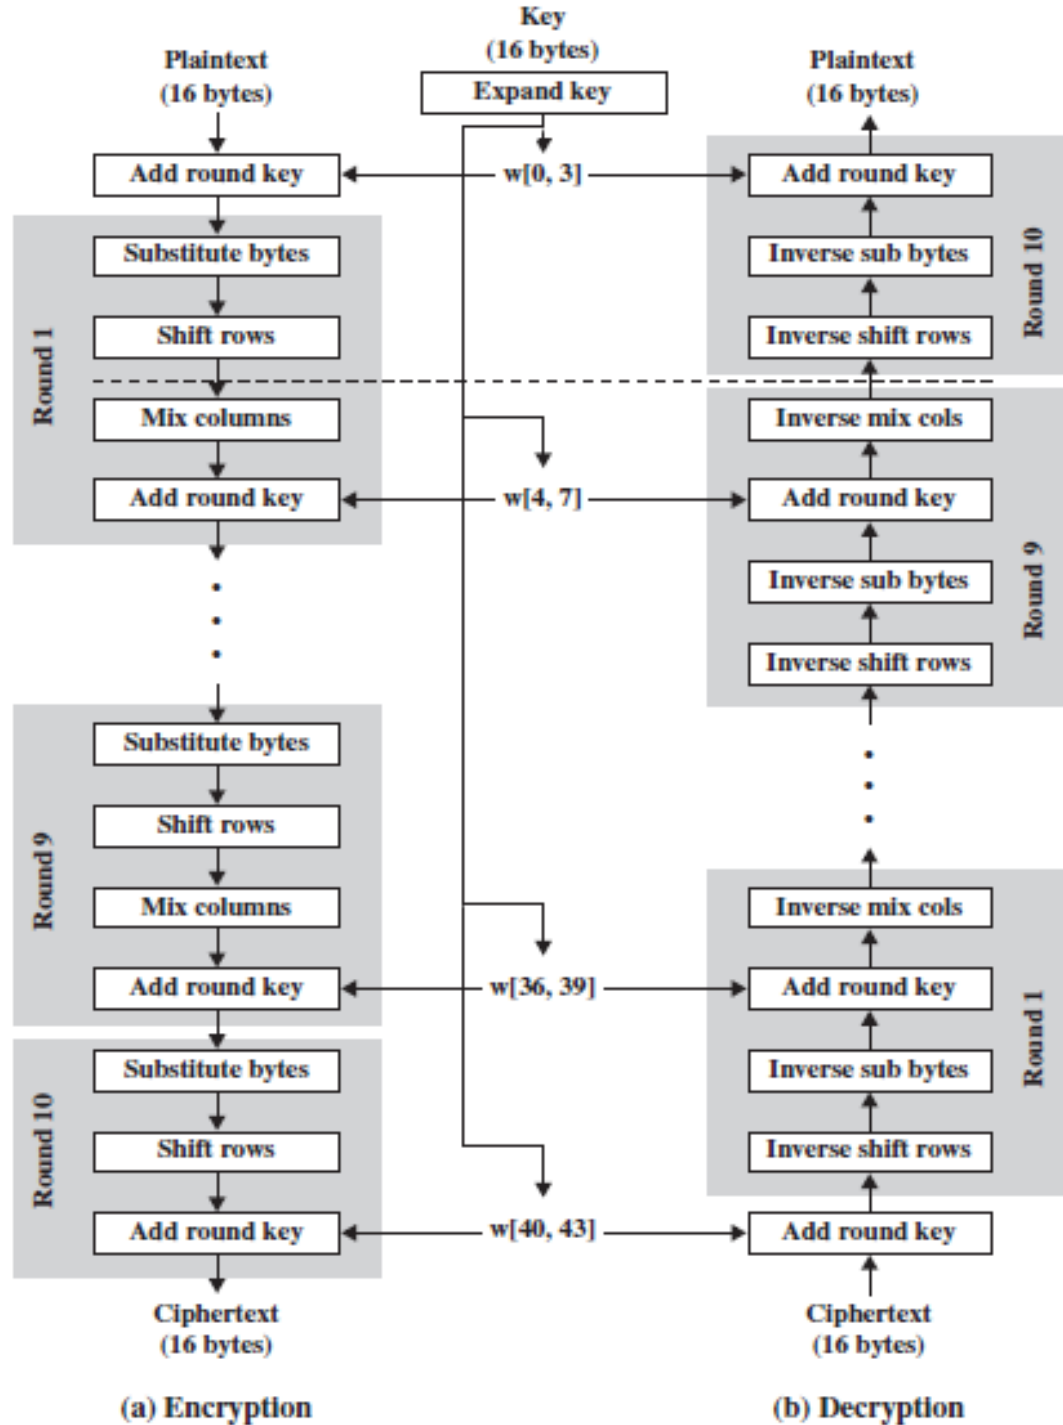 Key
(16 bytes)
Plaintext
(16 bytes)
Expand key
Plaintext
(16 bytes)
Add round key
w[0, 3]
Add round key
Round 1
Substitute bytes
Shift rows
Mix columns
Add round key
w[4, 7]
Round 10
Inverse sub bytes
Inverse shift rows
Round 9
Inverse mix cols
Add round key
Inverse sub bytes
Inverse shift rows
Round 9
Substitute bytes
Shift rows
Mix columns
Add round key
w[36, 39]
Round 1
Inverse mix cols
Add round key
Inverse sub bytes
Inverse shift rows
Round 10
Substitute bytes
Shift rows
Add round key
w[40, 43]
Add round key
Ciphertext
(16 bytes)
Ciphertext
(16 bytes)
(a) Encryption
(b) Decryption